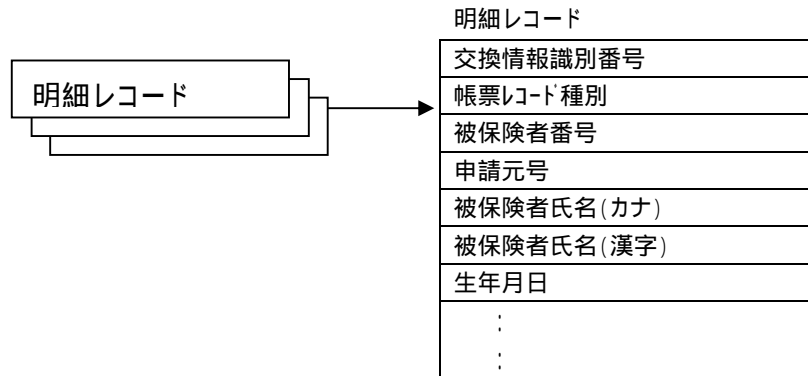 明細レコード
明細レコード
交換情報識別番号
帳票ﾚｺｰﾄﾞ種別
被保険者番号
申請元号
被保険者氏名(カナ)
被保険者氏名(漢字)
生年月日
:
: